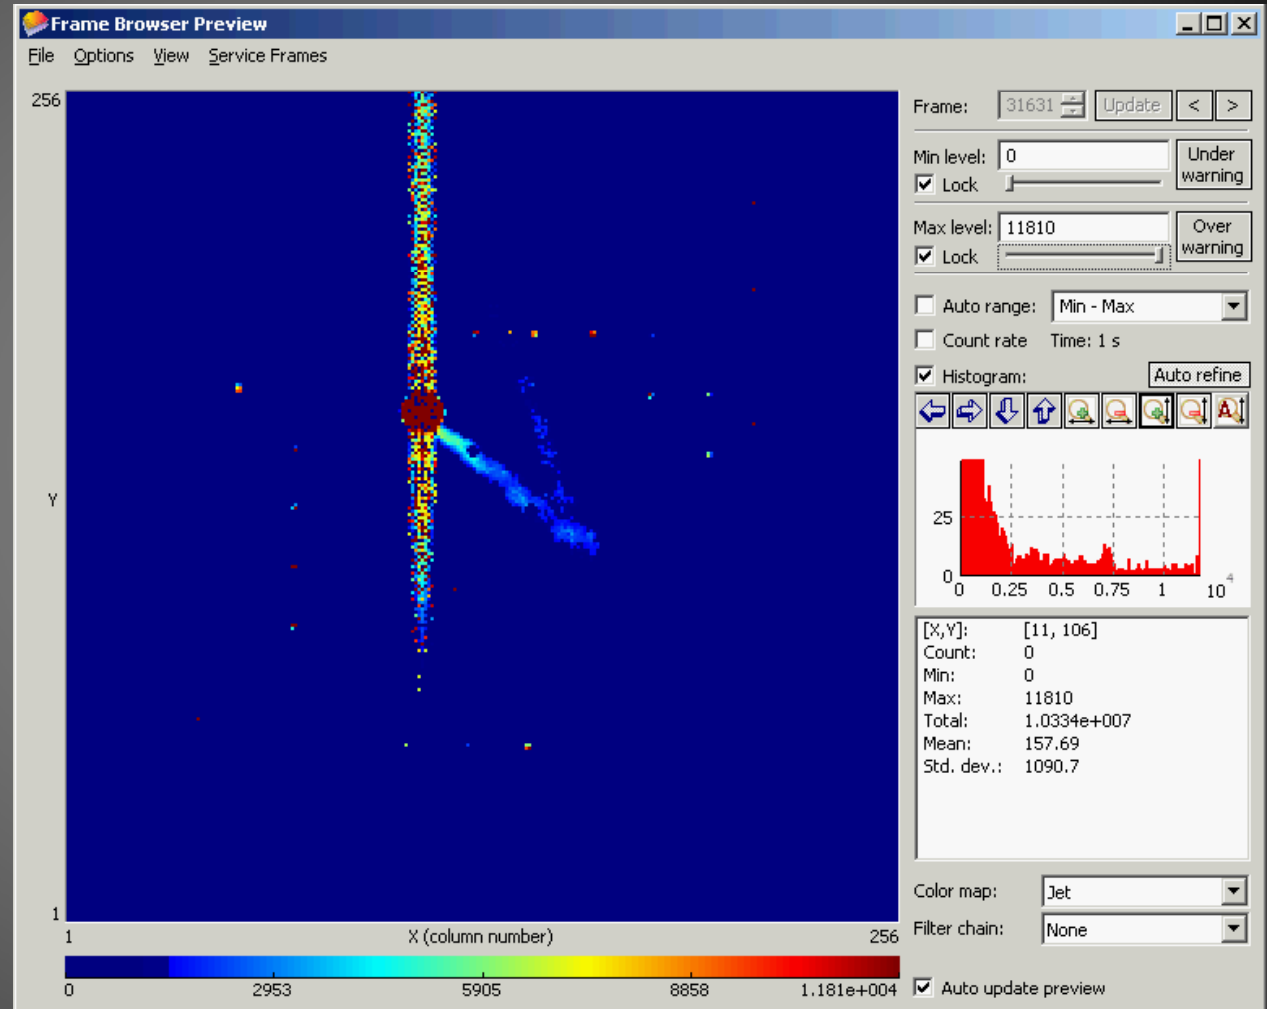 Frame Browser Preview
File Options View Service Frames
256
Y
1
1 X (column number) 256
0 2953 5905 8858 1.181e+004
Frame: 31631 Update < >
Min level: 0 Under warning
Lock
Max level: 11810 Over warning
Lock
Auto range: Min - Max
Count rate Time: 1 s
Histogram: Auto refine
A
25
0
0 0.25 0.5 0.75 1 10 4
[X,Y]: [11, 106]
Count: 0
Min: 0
Max: 11810
Total: 1.0334e+007
Mean: 157.69
Std. dev.: 1090.7
Color map: Jet
Filter chain: None
Auto update preview